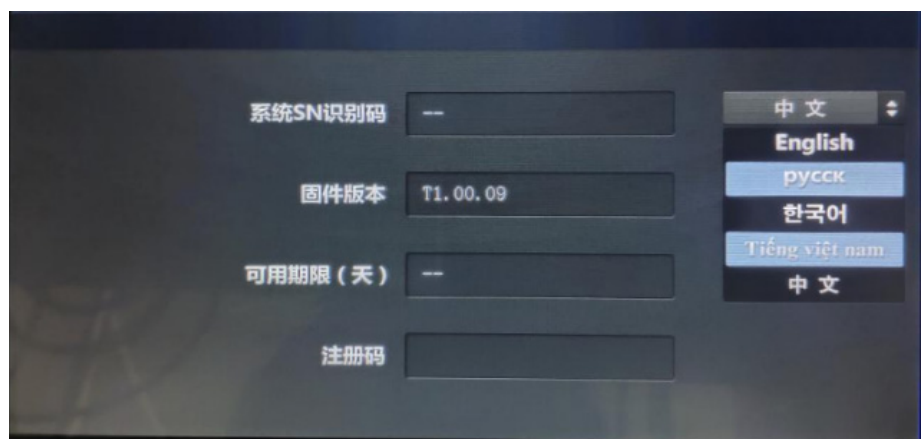 系统SN识别码 --
中 文
English
русск
한국어
Tiếng việt nam
中 文
固件版本 T1.00.09
可用期限（天） --
注册码